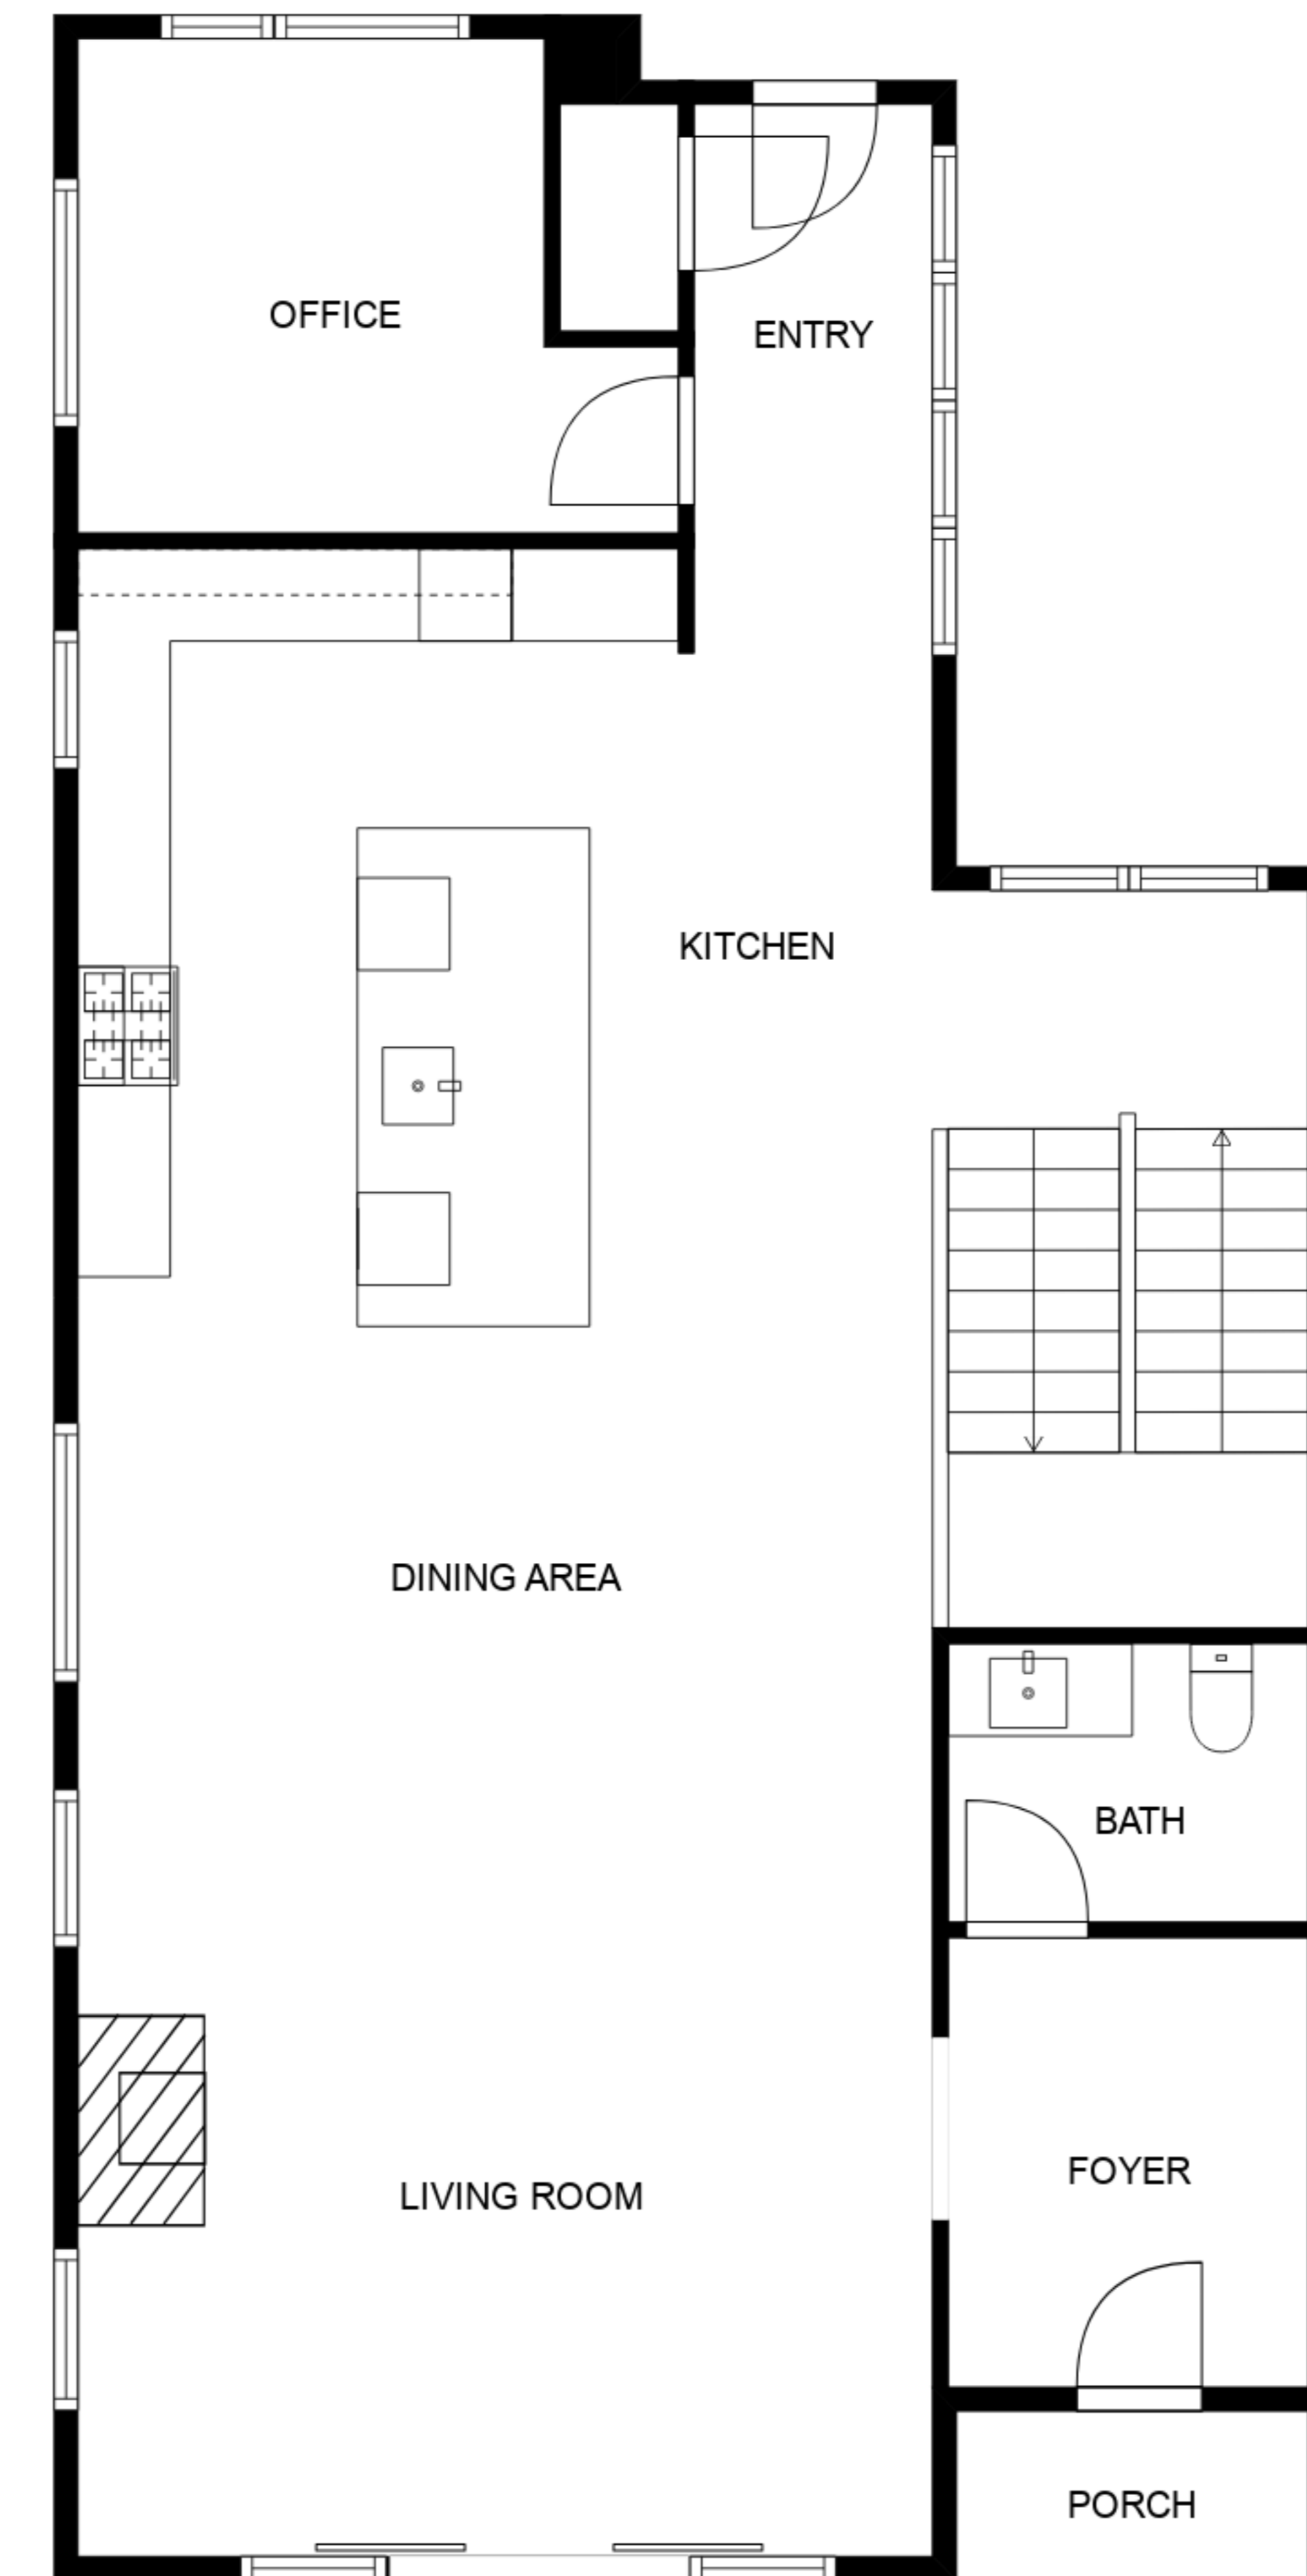 OFFICE
ENTRY
KITCHEN
DINING AREA
BATH
FOYER
LIVING ROOM
PORCH